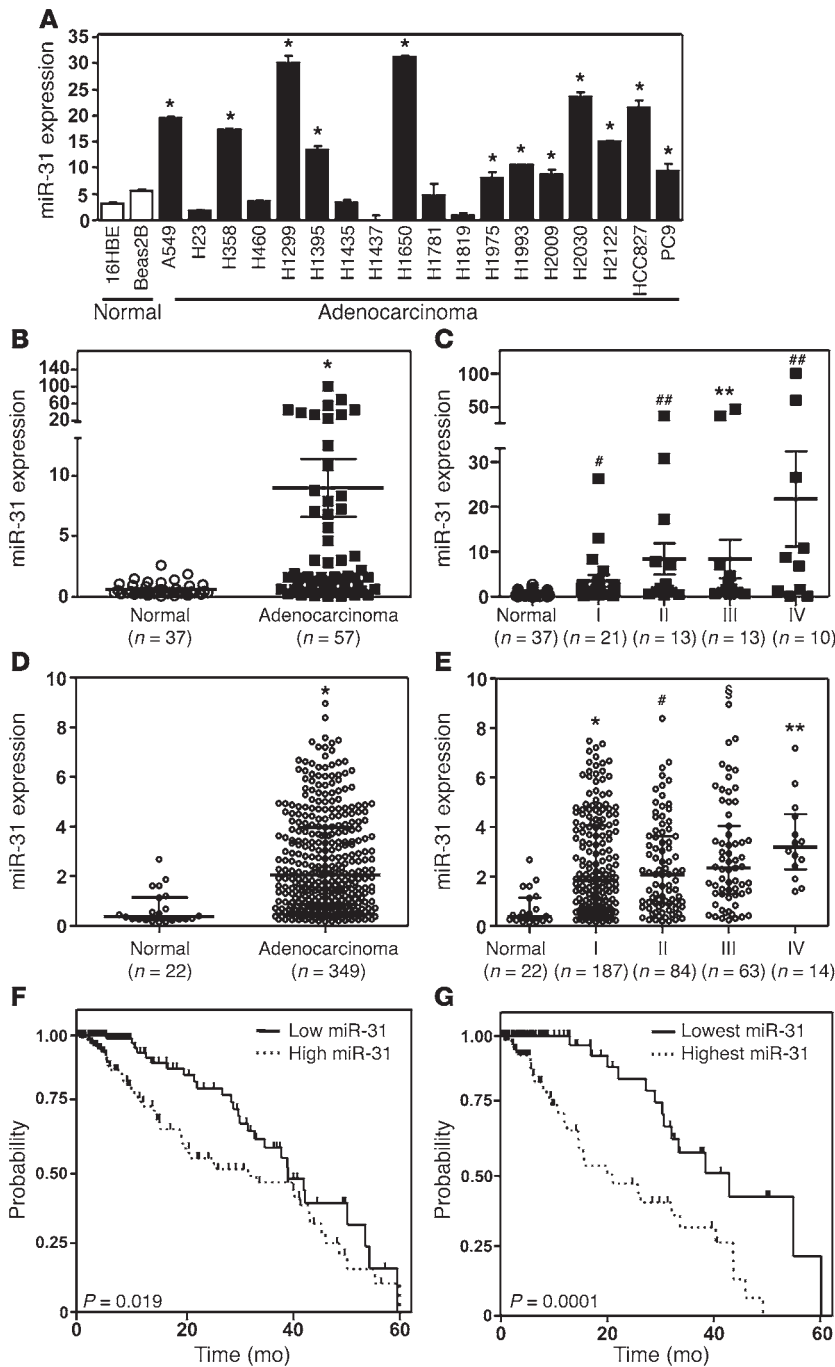 A
miR-31 expression
35
30
25
20
15
10
5
0
* * * * * * * * * * * *
16HBE Beas2B A549 H23 H358 H460 H1299 H1395 H1435 H1437 H1650 H1781 H1819 H1975 H1993 H2009 H2030 H2122 HCC827 PC9
Normal Adenocarcinoma
B
miR-31 expression
140
100
60
20
10
5
0
*
Normal Adenocarcinoma
(n = 37) (n = 57)
C
miR-31 expression
100
50
30
20
10
0
# ## ** ##
Normal I II III IV
(n = 37) (n = 21) (n = 13) (n = 13) (n = 10)
D
miR-31 expression
10
8
6
4
2
0
*
Normal Adenocarcinoma
(n = 22) (n = 349)
E
miR-31 expression
10
8
6
4
2
0
* # § **
Normal I II III IV
(n = 22) (n = 187) (n = 84) (n = 63) (n = 14)
F
Probability
1.00
0.75
0.50
0.25
0
Low miR-31
High miR-31
P = 0.019
0 20 40 60
Time (mo)
G
Probability
1.00
0.75
0.50
0.25
0
Lowest miR-31
Highest miR-31
P = 0.0001
0 20 40 60
Time (mo)